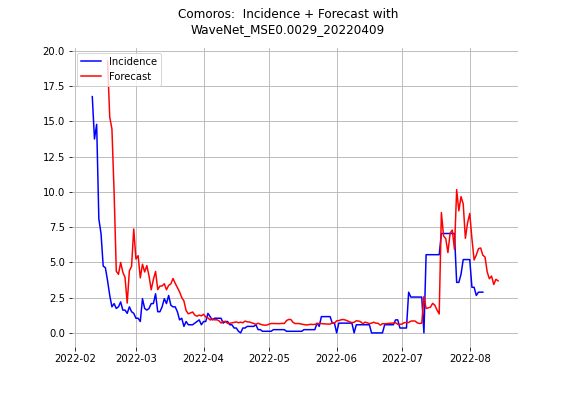 Comoros:  Incidence + Forecast with
WaveNet_MSE0.0029_20220409
20.0
17.5
15.0
12.5
10.0
7.5
5.0
2.5
0.0
Incidence
Forecast
2022-02 2022-03 2022-04 2022-05 2022-06 2022-07 2022-08